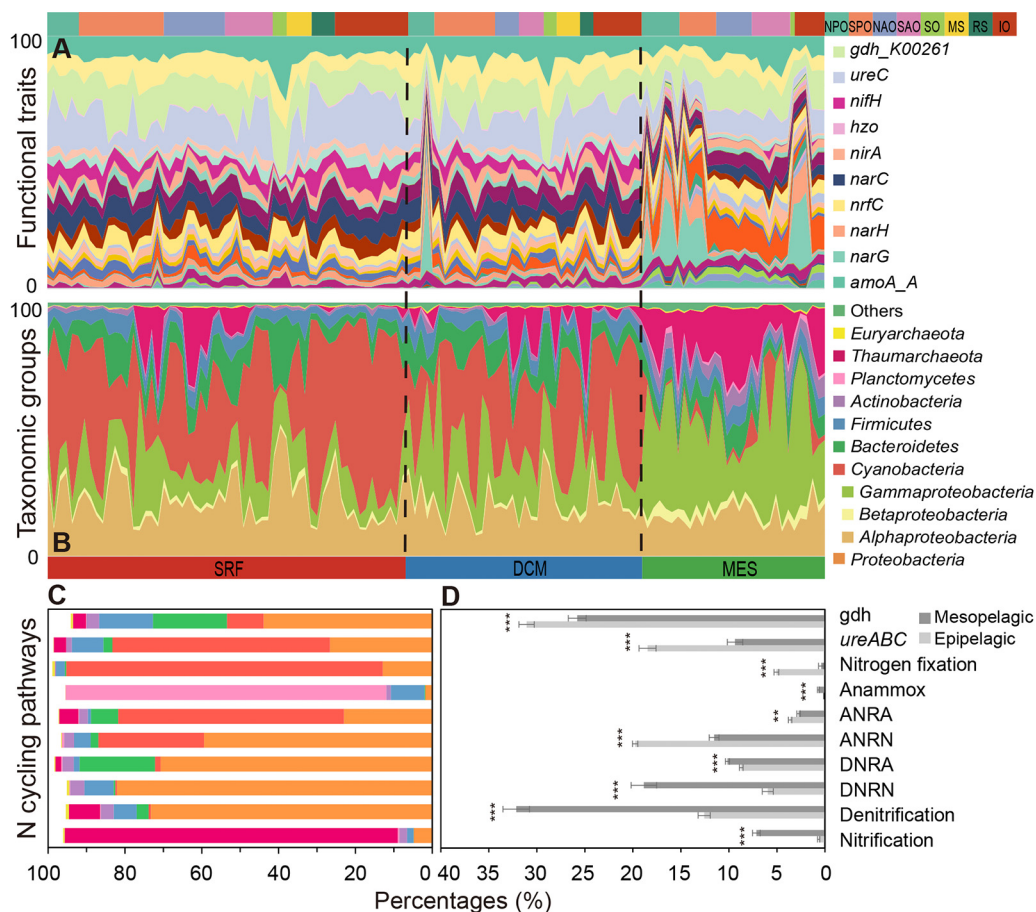 NPO SPO NAO SAO SO MS RS IO
A
100
0
Functional traits
gdh_K00261
ureC
nifH
hzo
nirA
narC
nrfC
narH
narG
amoA_A
B
100
0
Taxonomic groups
Others
Euryarchaeota
Thaumarchaeota
Planctomycetes
Actinobacteria
Firmicutes
Bacteroidetes
Cyanobacteria
Gammaproteobacteria
Betaproteobacteria
Alphaproteobacteria
Proteobacteria
SRF DCM MES
C
N cycling pathways
100 80 60 40 20 0
D
gdh
ureABC
Nitrogen fixation
Anammox
ANRA
ANRN
DNRA
DNRN
Denitrification
Nitrification
Mesopelagic
Epipelagic
***
***
***
***
**
***
***
***
***
***
40 35 30 25 20 15 10 5 0
Percentages (%)